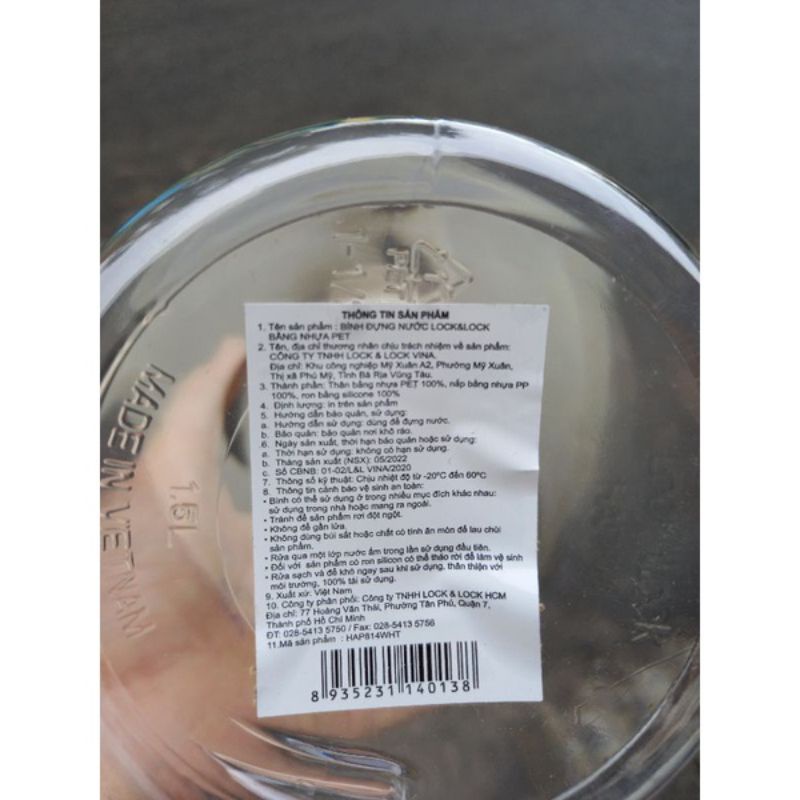 PET
1-1/
THÔNG TIN SẢN PHẨM
1. Tên sản phẩm : BÌNH ĐỰNG NƯỚC LOCK&LOCK
BẰNG NHỰA PET
2. Tên, địa chỉ thương nhân chịu trách nhiệm về sản phẩm:
CÔNG TY TNHH LOCK & LOCK VINA.
Địa chỉ: Khu công nghiệp Mỹ Xuân A2, Phường Mỹ Xuân,
Thị xã Phú Mỹ, Tỉnh Bà Rịa Vũng Tàu.
3. Thành phần: Thân bằng nhựa PET 100%, nắp bằng nhựa PP
100%, ron bằng silicone 100%
4. Định lượng: in trên sản phẩm
5. Hướng dẫn bảo quản, sử dụng:
a. Hướng dẫn sử dụng: dùng để đựng nước.
b. Bảo quản: bảo quản nơi khô ráo.
6. Ngày sản xuất, thời hạn bảo quản hoặc sử dụng:
a. Thời hạn sử dụng: không có hạn sử dụng.
b. Tháng sản xuất (NSX): 05/2022
c. Số CBNB: 01-02/L&L VINA/2020
7. Thông số kỹ thuật: Chịu nhiệt độ từ -20ºC đến 60ºC
8. Thông tin cảnh báo vệ sinh an toàn:
• Bình có thể sử dụng ở trong nhiều mục đích khác nhau:
sử dụng trong nhà hoặc mang ra ngoài.
• Tránh để sản phẩm rơi đột ngột.
• Không để gần lửa.
• Không dùng bùi sắt hoặc chất có tính ăn mòn để lau chùi
sản phẩm.
• Rửa qua một lớp nước ấm trong lần sử dụng đầu tiên.
• Đối với sản phẩm có ron silicon có thể tháo rời để làm vệ sinh
• Rửa sạch và để khô ngay sau khi sử dụng, thân thiện với
môi trường, 100% tái sử dụng.
9. Xuất xứ: Việt Nam
10. Công ty phân phối: Công ty TNHH LOCK & LOCK HCM
Địa chỉ: 77 Hoàng Văn Thái, Phường Tân Phú, Quận 7,
Thành phố Hồ Chí Minh
ĐT: 028-5413 5750 / Fax: 028-5413 5756
11.Mã sản phẩm : HAP814WHT
8 935231 140138
MADE IN VIETNAM
1.5L